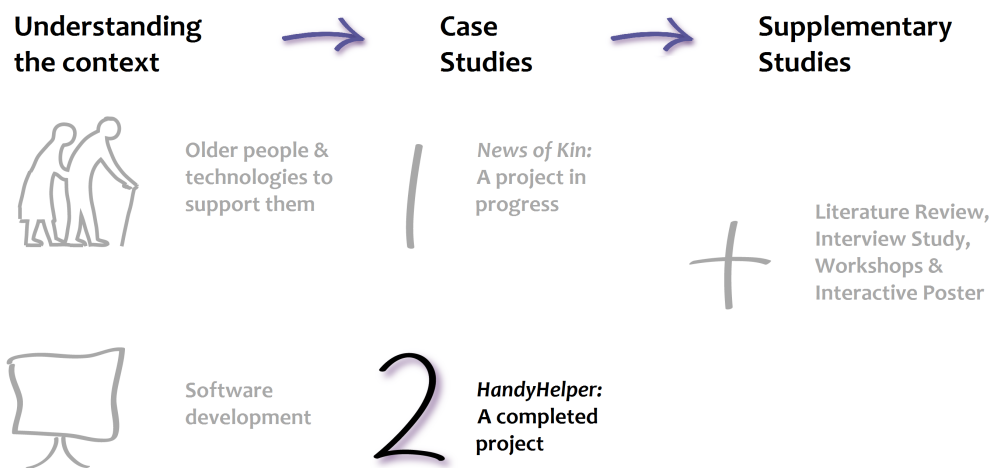 Understanding
the context
Case
Studies
Supplementary
Studies
Older people &
technologies to
support them
1
News of Kin:
A project in
progress
+
Literature Review,
Interview Study,
Workshops &
Interactive Poster
Software
development
2
HandyHelper:
A completed
project